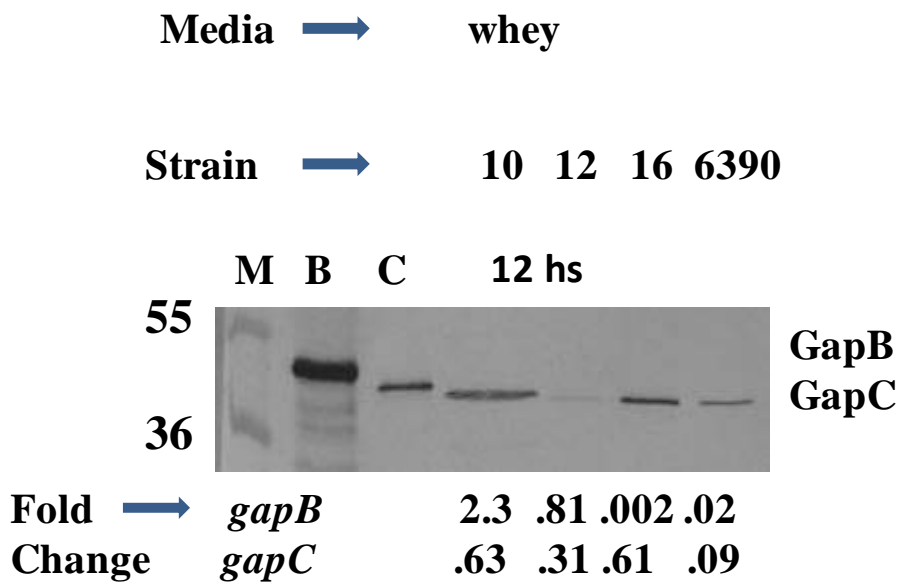 Media whey
Strain 10 12 16 6390
M B C 12 hs
55
GapB
GapC
36
Fold gapB 2.3 .81 .002 .02
Change gapC .63 .31 .61 .09